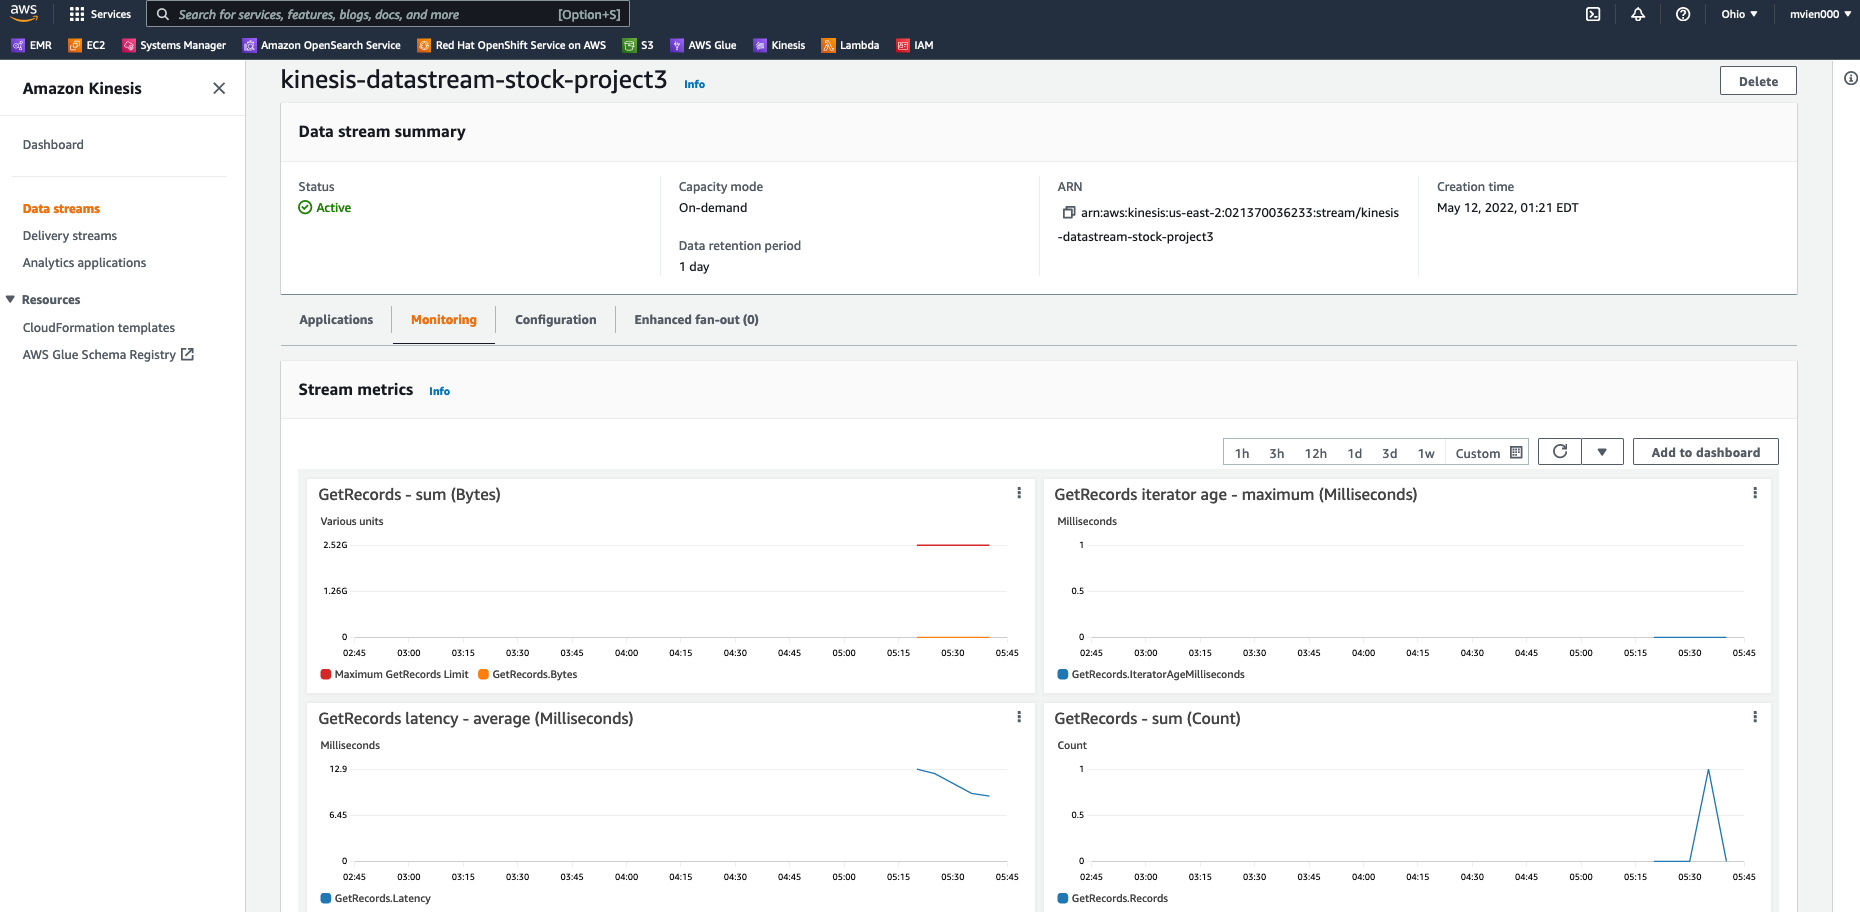 aws
Services
Search for services, features, blogs, docs, and more [Option+S]
Ohio
mvien000
EMR
EC2
Systems Manager
Amazon OpenSearch Service
Red Hat OpenShift Service on AWS
S3
AWS Glue
Kinesis
Lambda
IAM
Amazon Kinesis
Dashboard
Data streams
Delivery streams
Analytics applications
Resources
CloudFormation templates
AWS Glue Schema Registry
kinesis-datastream-stock-project3 Info
Delete
Data stream summary
Status
Active
Capacity mode
On-demand
Data retention period
1 day
ARN
arn:aws:kinesis:us-east-2:021370036233:stream/kinesis
-datastream-stock-project3
Creation time
May 12, 2022, 01:21 EDT
Applications
Monitoring
Configuration
Enhanced fan-out (0)
Stream metrics Info
1h 3h 12h 1d 3d 1w Custom
Add to dashboard
GetRecords - sum (Bytes)
Various units
2.52G
1.26G
0
02:45 03:00 03:15 03:30 03:45 04:00 04:15 04:30 04:45 05:00 05:15 05:30 05:45
Maximum GetRecords Limit GetRecords.Bytes
GetRecords iterator age - maximum (Milliseconds)
Milliseconds
1
0.5
0
02:45 03:00 03:15 03:30 03:45 04:00 04:15 04:30 04:45 05:00 05:15 05:30 05:45
GetRecords.IteratorAgeMilliseconds
GetRecords latency - average (Milliseconds)
Milliseconds
12.9
6.45
0
02:45 03:00 03:15 03:30 03:45 04:00 04:15 04:30 04:45 05:00 05:15 05:30 05:45
GetRecords.Latency
GetRecords - sum (Count)
Count
1
0.5
0
02:45 03:00 03:15 03:30 03:45 04:00 04:15 04:30 04:45 05:00 05:15 05:30 05:45
GetRecords.Records